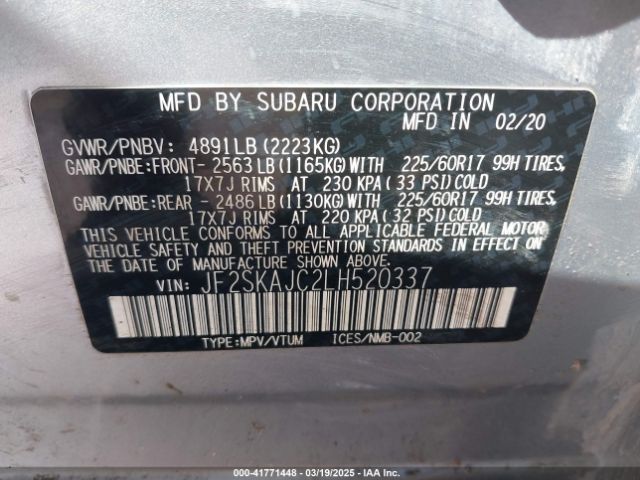 MFD BY SUBARU CORPORATION
MFD IN 02/20
GVWR/PNBV: 4891LB(2223KG)
GAWR/PNBE:FRONT- 2563LB(1165KG)WITH 225/60R17 99H TIRES,
17X7J RIMS AT 230 KPA(33 PSI)COLD
GAWR/PNBE:REAR - 2486LB(1130KG)WITH 225/60R17 99H TIRES,
17X7J RIMS AT 220 KPA(32 PSI)COLD
THIS VEHICLE CONFORMS TO ALL APPLICABLE FEDERAL MOTOR
VEHICLE SAFETY AND THEFT PREVENTION STANDARDS IN EFFECT
ON THE DATE OF MANUFACTURE SHOWN ABOVE.
VIN: JF2SKAJC2LH520337
TYPE:MPV/VTUM ICES/NMB-002
000-41771448 - 03/19/2025 - IAA Inc.